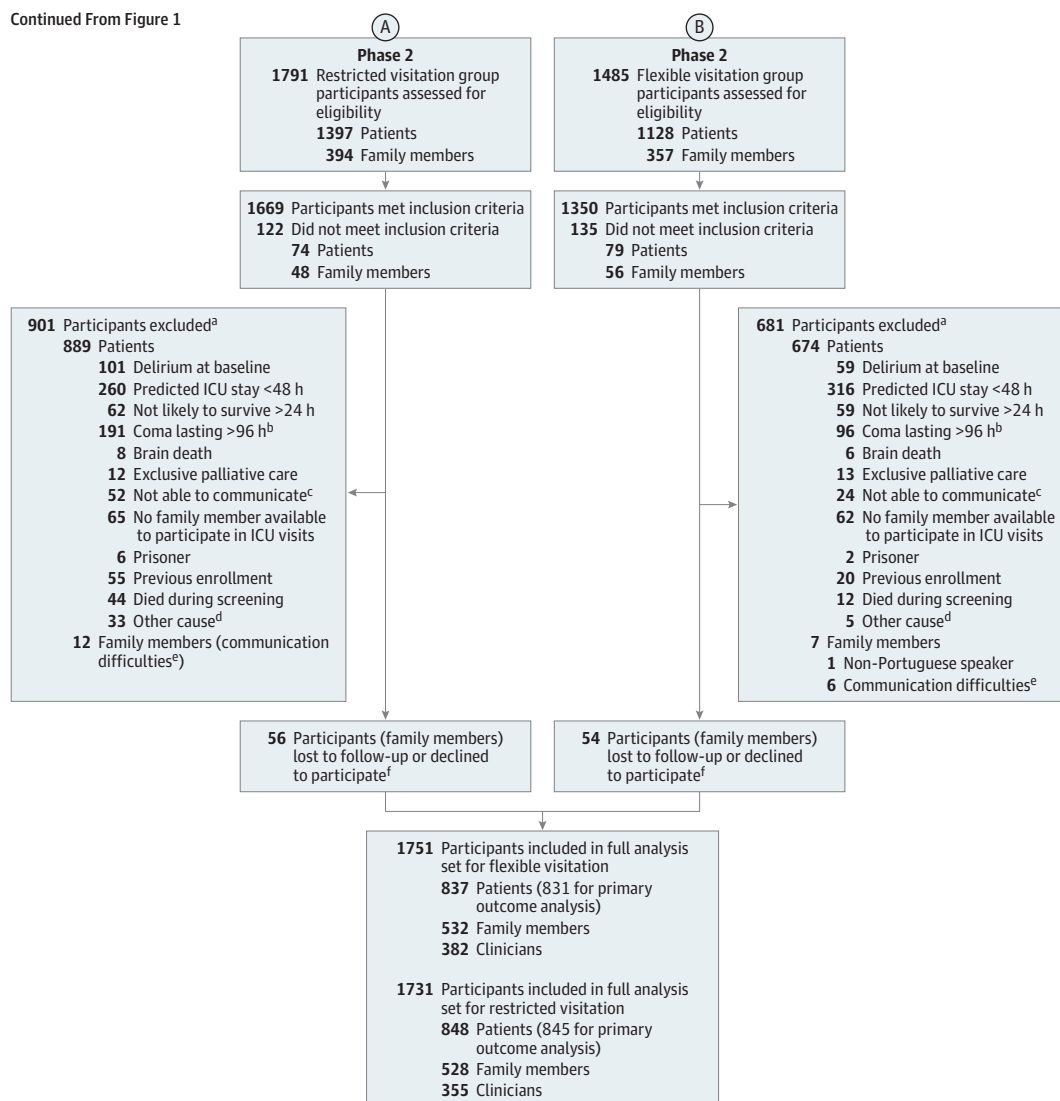 Continued From Figure 1
A
Phase 2
1791 Restricted visitation group
participants assessed for
eligibility
1397 Patients
394 Family members
1669 Participants met inclusion criteria
122 Did not meet inclusion criteria
74 Patients
48 Family members
901 Participants excludedᵃ
889 Patients
101 Delirium at baseline
260 Predicted ICU stay <48 h
62 Not likely to survive >24 h
191 Coma lasting >96 hᵇ
8 Brain death
12 Exclusive palliative care
52 Not able to communicateᶜ
65 No family member available
to participate in ICU visits
6 Prisoner
55 Previous enrollment
44 Died during screening
33 Other causeᵈ
12 Family members (communication
difficultiesᵉ)
56 Participants (family members)
lost to follow-up or declined
to participateᶠ
B
Phase 2
1485 Flexible visitation group
participants assessed for
eligibility
1128 Patients
357 Family members
1350 Participants met inclusion criteria
135 Did not meet inclusion criteria
79 Patients
56 Family members
681 Participants excludedᵃ
674 Patients
59 Delirium at baseline
316 Predicted ICU stay <48 h
59 Not likely to survive >24 h
96 Coma lasting >96 hᵇ
6 Brain death
13 Exclusive palliative care
24 Not able to communicateᶜ
62 No family member available
to participate in ICU visits
2 Prisoner
20 Previous enrollment
12 Died during screening
5 Other causeᵈ
7 Family members
1 Non-Portuguese speaker
6 Communication difficultiesᵉ
54 Participants (family members)
lost to follow-up or declined
to participateᶠ
1751 Participants included in full analysis
set for flexible visitation
837 Patients (831 for primary
outcome analysis)
532 Family members
382 Clinicians
1731 Participants included in full analysis
set for restricted visitation
848 Patients (845 for primary
outcome analysis)
528 Family members
355 Clinicians